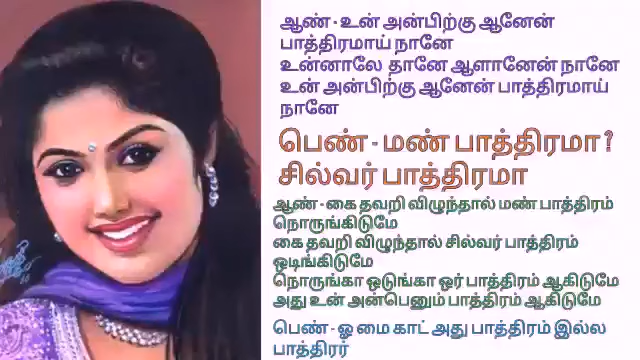 ஆண் - உன் அன்பிற்கு ஆனேன்
பாத்திரமாய் நானே
உன்னாலே தானே ஆளானேன் நானே
உன் அன்பிற்கு ஆனேன் பாத்திரமாய்
நானே
பெண் - மண் பாத்திரமா?
சில்வர் பாத்திரமா
ஆண் - கை தவறி விழுந்தால் மண் பாத்திரம்
நொருங்கிடுமே
கை தவறி விழுந்தால் சில்வர் பாத்திரம்
ஒடிங்கிடுமே
நொருங்கா ஒடுங்கா ஓர் பாத்திரம் ஆகிடுமே
அது உன் அன்பெனும் பாத்திரம் ஆகிடுமே
பெண் - ஓ மை காட் அது பாத்திரம் இல்ல
பாத்திரர்